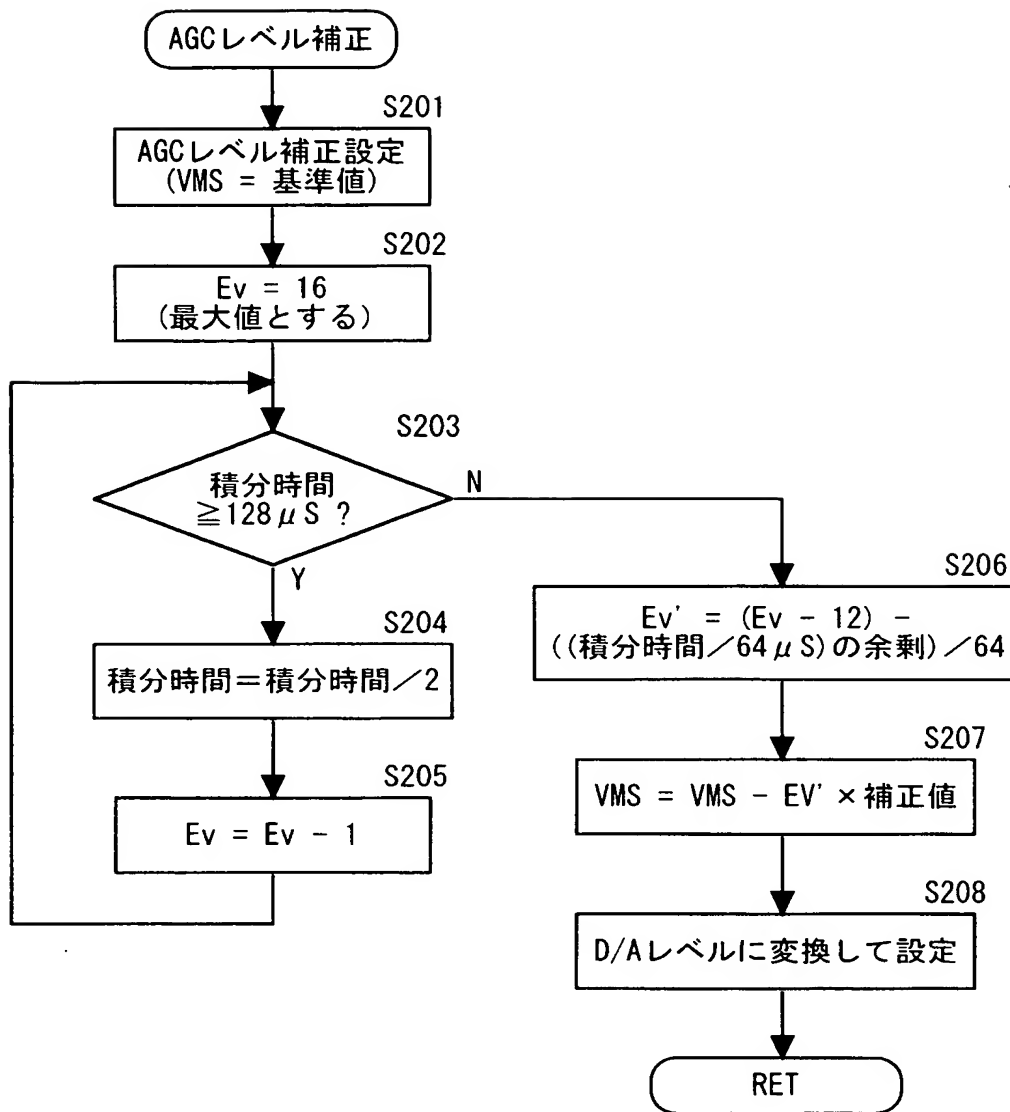 AGCレベル補正
S201
AGCレベル補正設定
(VMS = 基準値)
S202
Ev = 16
(最大値とする)
S203
積分時間
≧128μS ?
N
Y
S204
積分時間=積分時間/2
S205
Ev = Ev - 1
S206
Ev' = (Ev - 12) -
((積分時間/64μS)の余剰)/64
S207
VMS = VMS - EV' ×補正値
S208
D/Aレベルに変換して設定
RET